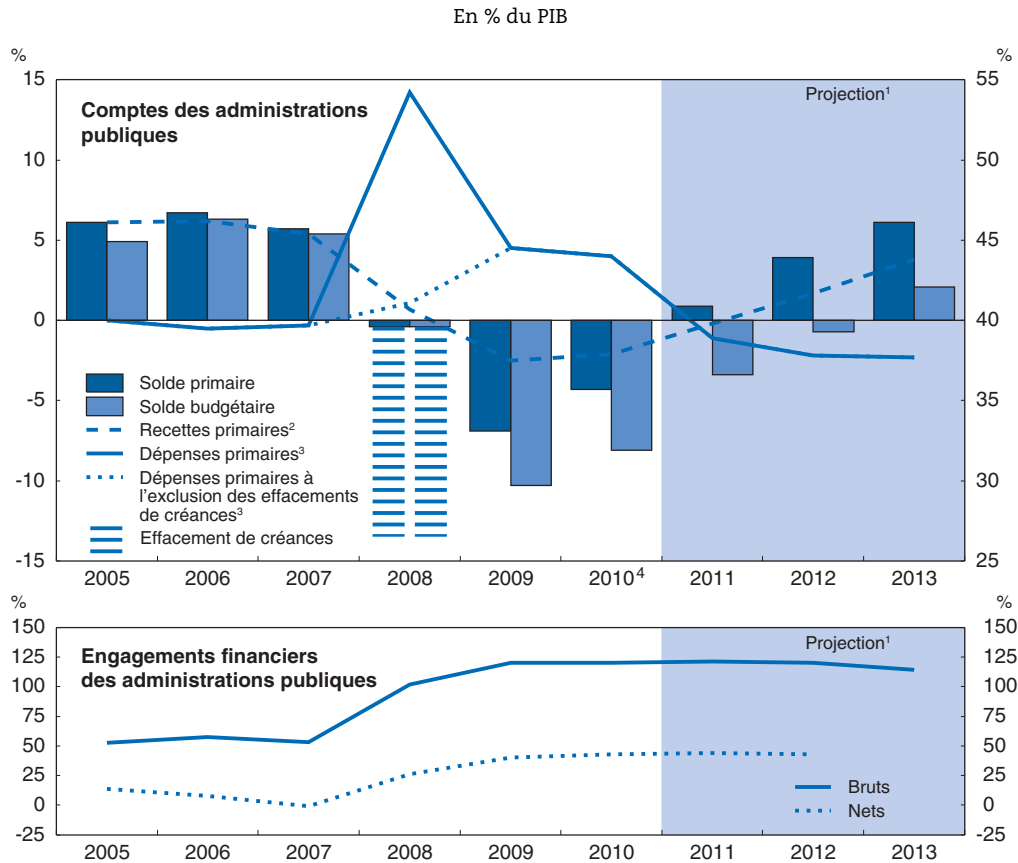 En % du PIB
% %
15 55
Projection¹
Comptes des administrations
publiques
10 50
5 45
0 40
Solde primaire
Solde budgétaire
-5 35
Recettes primaires²
Dépenses primaires³
Dépenses primaires à
-10 30
l'exclusion des effacements
de créances³
Effacement de créances
-15 25
2005 2006 2007 2008 2009 2010⁴ 2011 2012 2013
% %
150 150
Projection¹
Engagements financiers
des administrations publiques
125 125
100 100
75 75
50 50
25 25
Bruts
0 0
Nets
-25 -25
2005 2006 2007 2008 2009 2010 2011 2012 2013